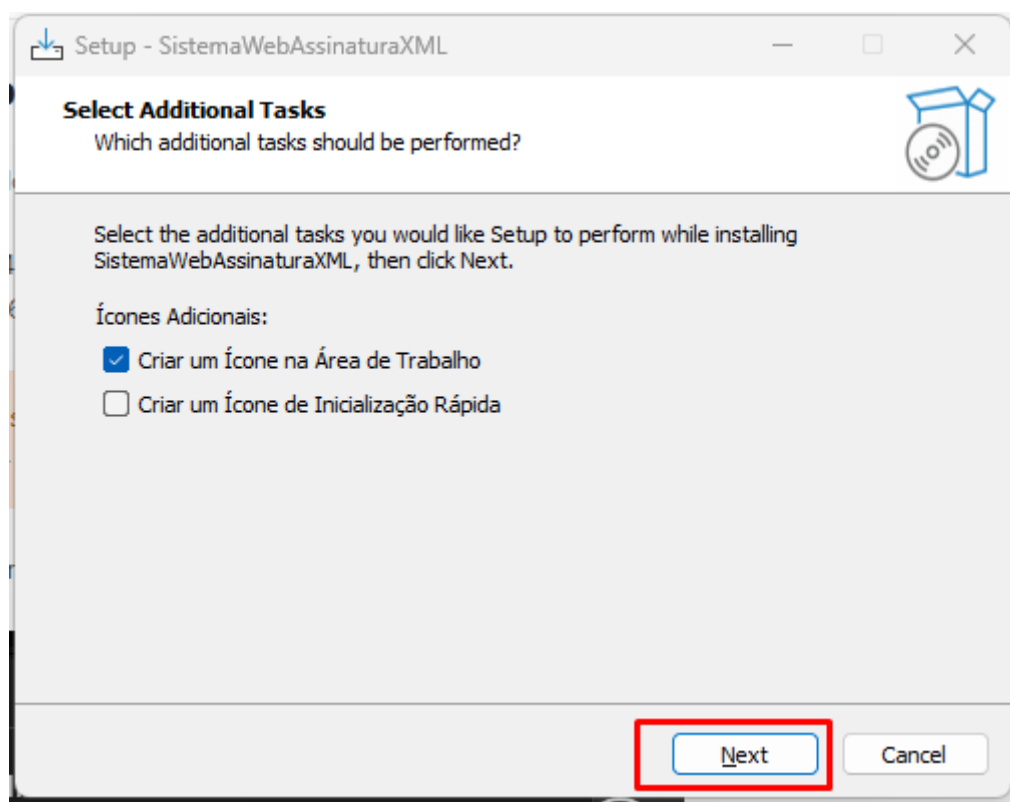 Setup - SistemaWebAssinaturaXML
Select Additional Tasks
Which additional tasks should be performed?
Select the additional tasks you would like Setup to perform while installing
SistemaWebAssinaturaXML, then click Next.
Ícones Adicionais:
Criar um Ícone na Área de Trabalho
Criar um Ícone de Inicialização Rápida
Next
Cancel